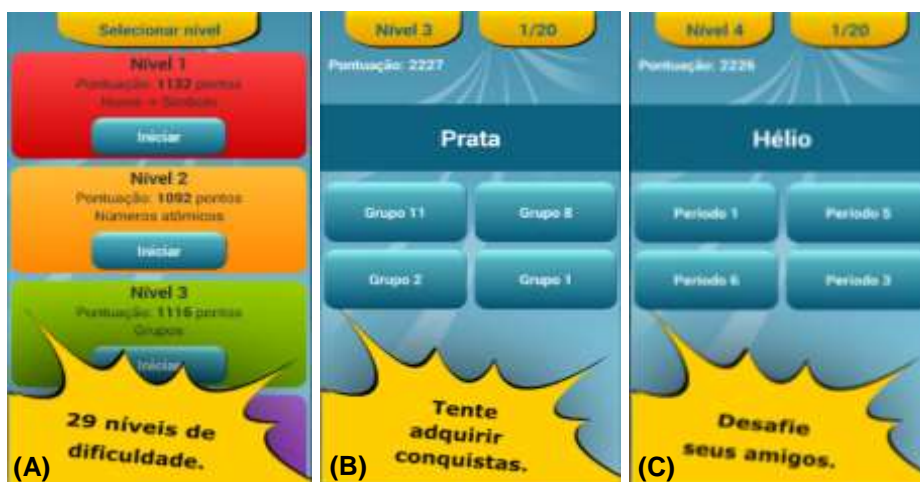 Selecionar nível
Nível 1
Pontuação: 1132 pontos
Nome → Símbolo
Iniciar
Nível 2
Pontuação: 1092 pontos
Números atômicos
Iniciar
Nível 3
Pontuação: 1116 pontos
Grupos
Iniciar
29 níveis de
dificuldade.
(A)
Nível 3
1/20
Pontuação: 2227
Prata
Grupo 11
Grupo 8
Grupo 2
Grupo 1
Tente
adquirir
conquistas.
(B)
Nível 4
1/20
Pontuação: 2226
Hélio
Período 1
Período 5
Período 6
Período 3
Desafie
seus amigos.
(C)